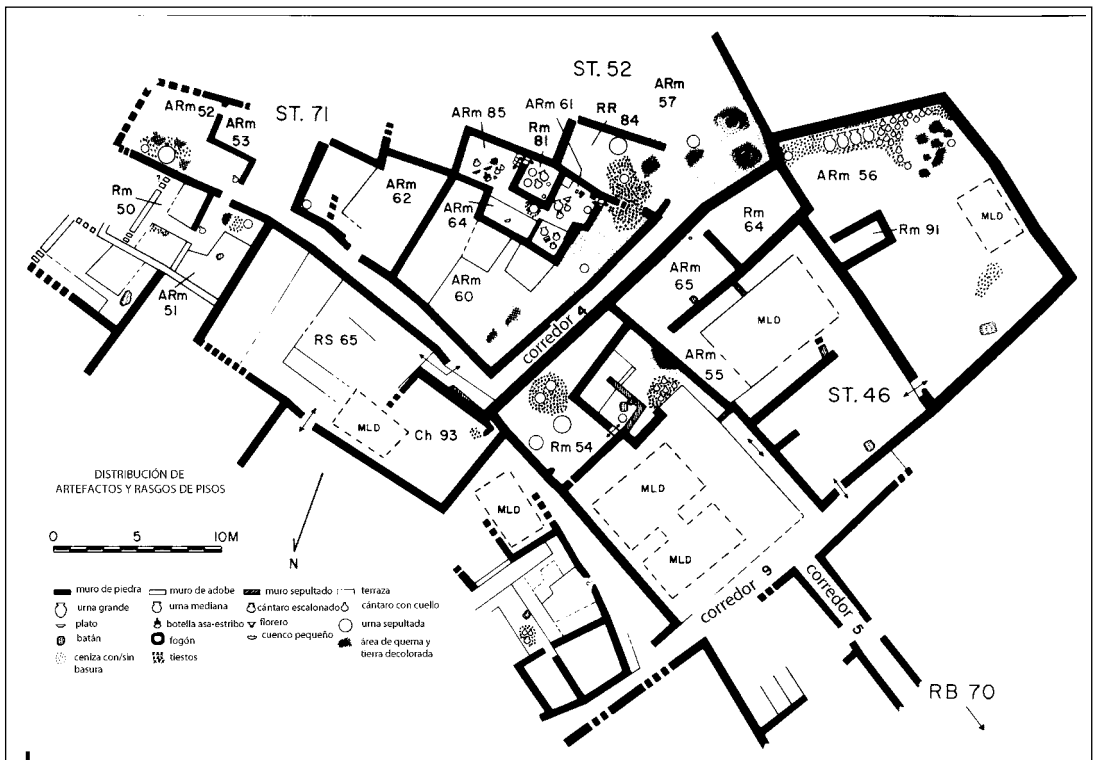 ST. 52
ARm 52
ARm 53
ST. 71
ARm 85
ARm 61
Rm 81
RR 84
ARm 57
ARm 56
ARm 62
ARm 64
Rm 50
ARm 51
ARm 60
Rm 64
ARm 65
Rm 91
MLD
RS 65
corredor 4
ARm 55
MLD
ST. 46
MLD
Ch 93
Rm 54
MLD
MLD
MLD
corredor 9
corredor 5
RB 70
DISTRIBUCIÓN DE
ARTEFACTOS Y RASGOS DE PISOS
0 5 10M
N
muro de piedra muro de adobe muro sepultado terraza
urna grande urna mediana cántaro escalonado cántaro con cuello
plato botella asa-estribo florero urna sepultada
batán fogón cuenco pequeño área de quema y
tierra decolorada
ceniza con/sin
basura tiestos